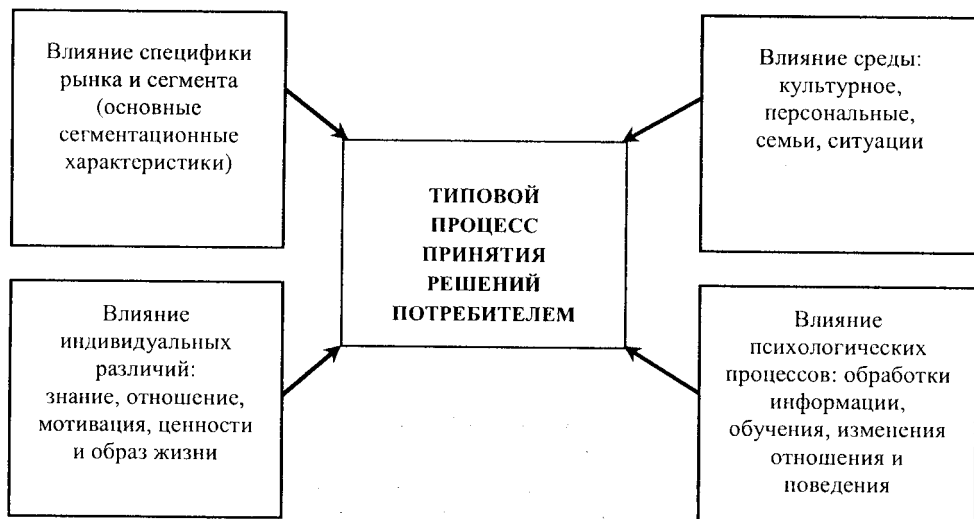 Влияние специфики
рынка и сегмента
(основные
сегментационные
характеристики)
Влияние среды:
культурное,
персональные,
семьи, ситуации
ТИПОВОЙ
ПРОЦЕСС
ПРИНЯТИЯ
РЕШЕНИЙ
ПОТРЕБИТЕЛЕМ
Влияние
индивидуальных
различий:
знание, отношение,
мотивация, ценности
и образ жизни
Влияние
психологических
процессов: обработки
информации,
обучения, изменения
отношения и
поведения